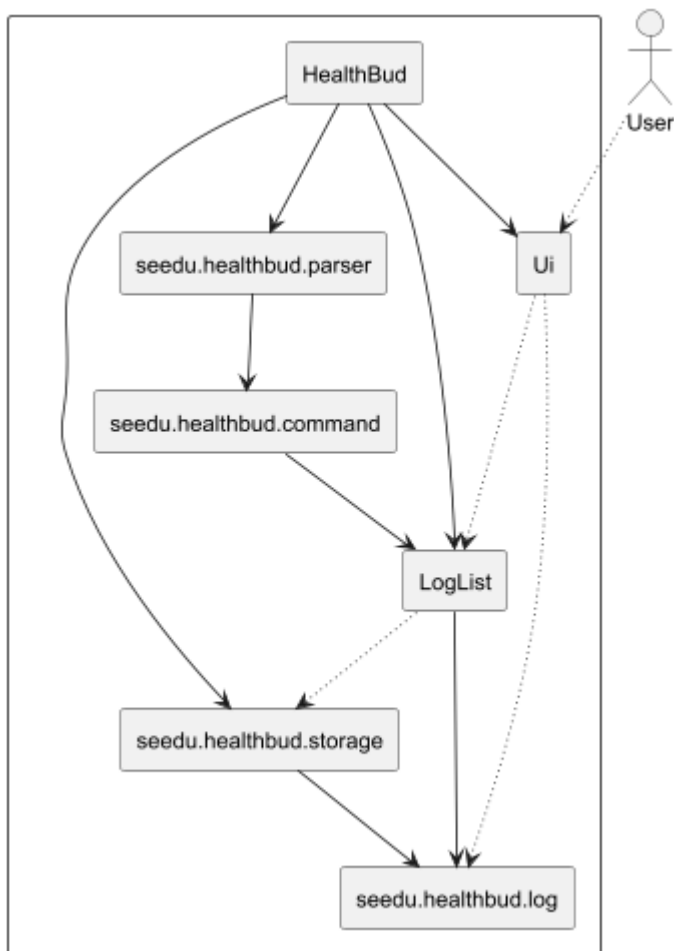 HealthBud
User
seedu.healthbud.parser
Ui
seedu.healthbud.command
LogList
seedu.healthbud.storage
seedu.healthbud.log